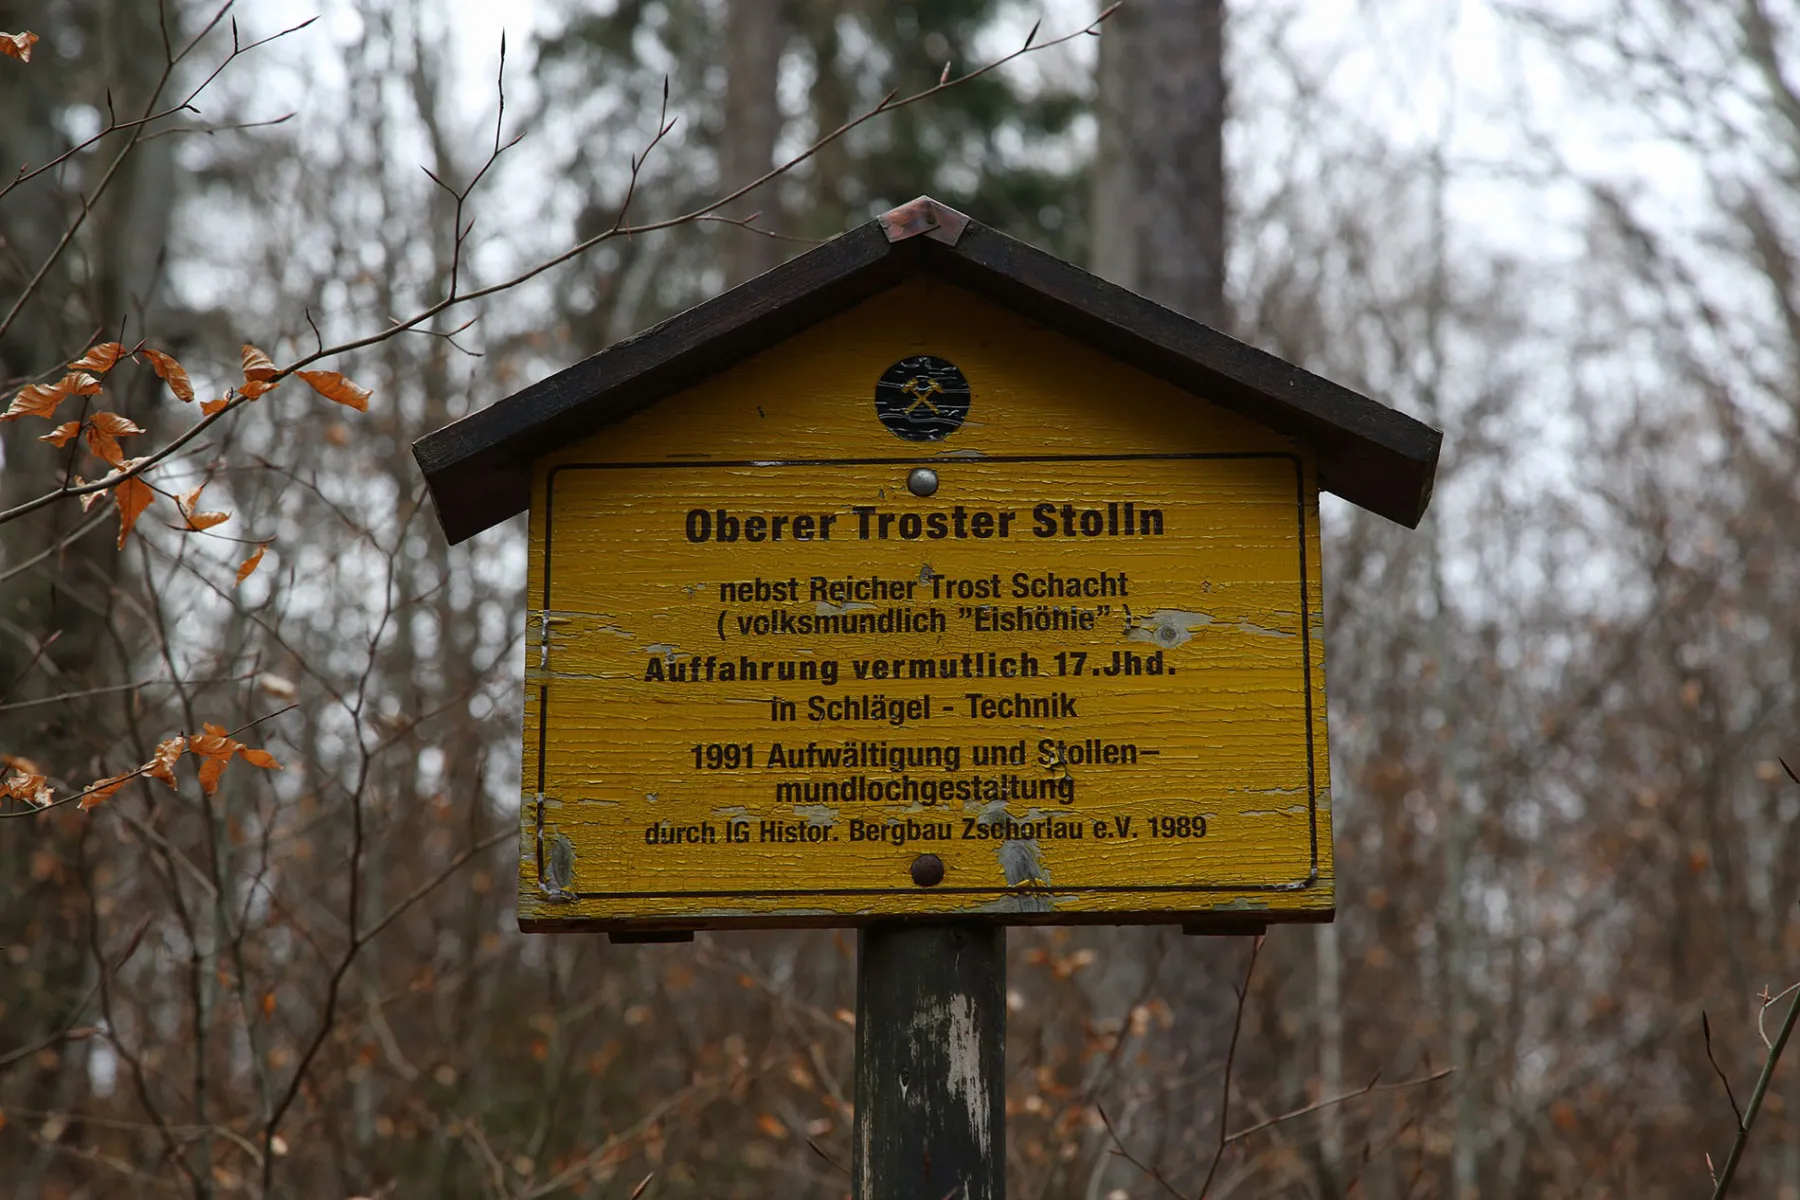 Oberer Troster Stolln
nebst Reicher Trost Schacht
( volksmundlich ”Eishöhle” )
Auffahrung vermutlich 17.Jhd.
in Schlägel - Technik
1991 Aufwältigung und Stollen–
mundlochgestaltung
durch IG Histor. Bergbau Zschorlau e.V. 1989